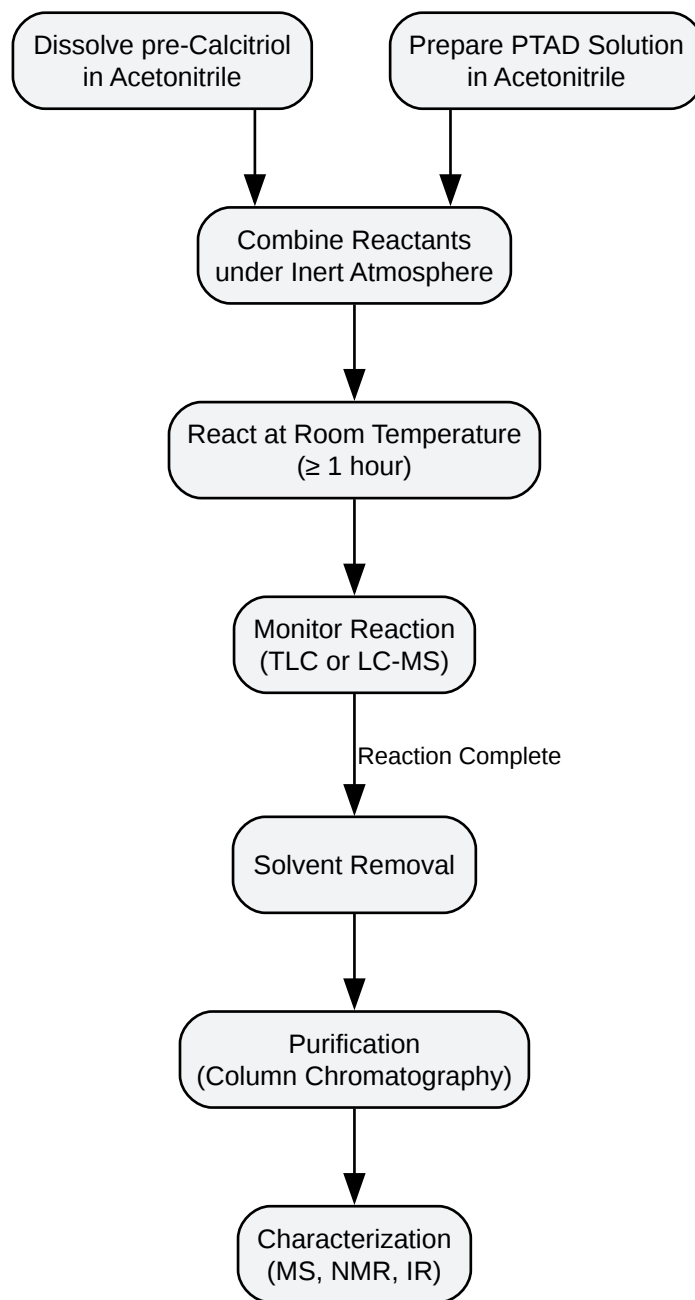 Dissolve pre-Calcitriol
in Acetonitrile
Prepare PTAD Solution
in Acetonitrile
Combine Reactants
under Inert Atmosphere
React at Room Temperature
(≥ 1 hour)
Monitor Reaction
(TLC or LC-MS)
Reaction Complete
Solvent Removal
Purification
(Column Chromatography)
Characterization
(MS, NMR, IR)